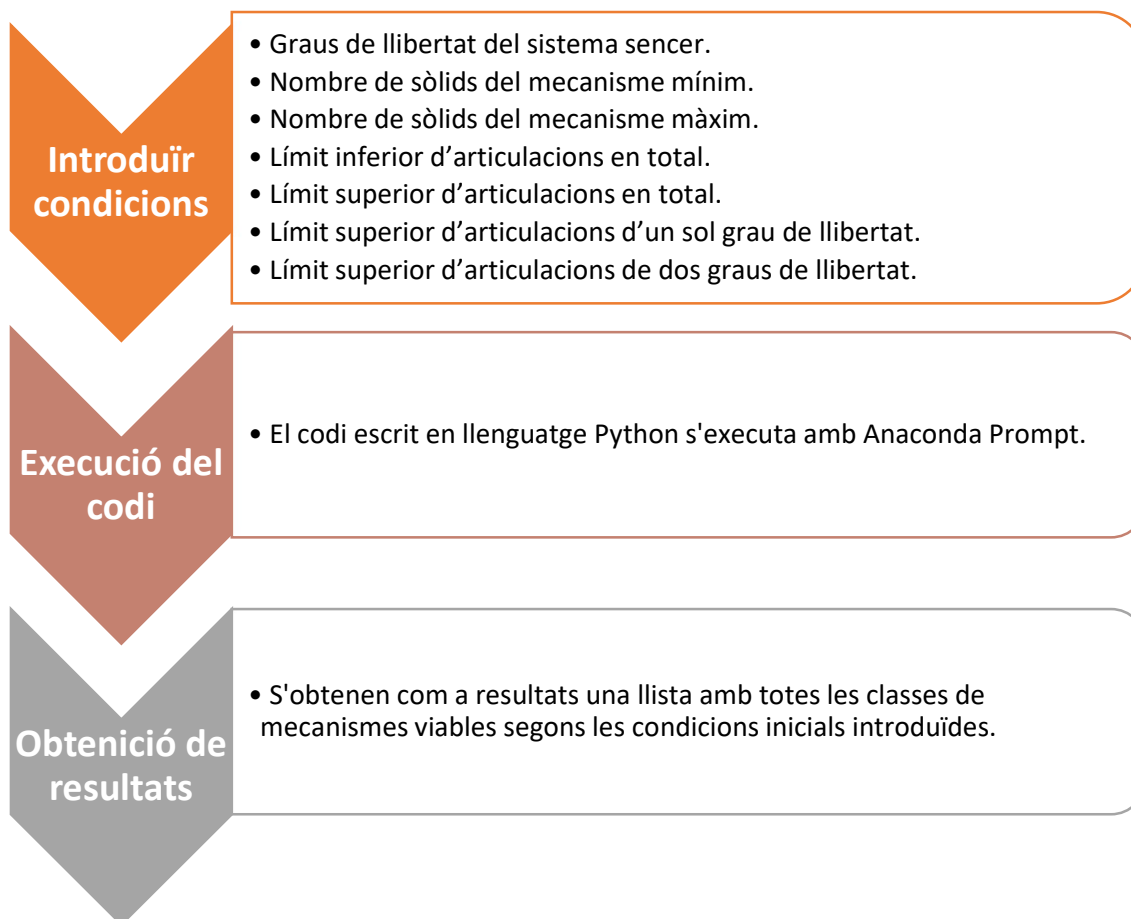 Introduïr
condicions
• Graus de llibertat del sistema sencer.
• Nombre de sòlids del mecanisme mínim.
• Nombre de sòlids del mecanisme màxim.
• Límit inferior d’articulacions en total.
• Límit superior d’articulacions en total.
• Límit superior d’articulacions d’un sol grau de llibertat.
• Límit superior d’articulacions de dos graus de llibertat.
Execució del
codi
• El codi escrit en llenguatge Python s'executa amb Anaconda Prompt.
Obtenició de
resultats
• S'obtenen com a resultats una llista amb totes les classes de
mecanismes viables segons les condicions inicials introduïdes.